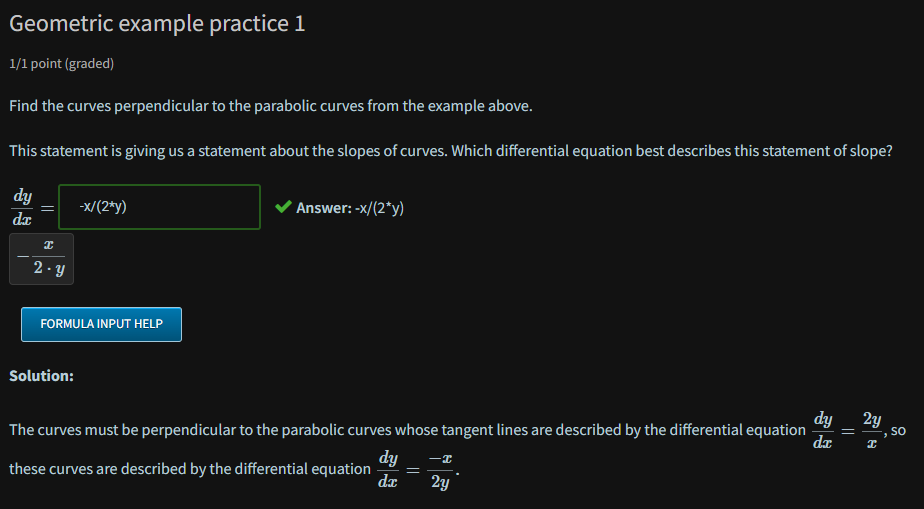 Geometric example practice 1
1/1 point (graded)
Find the curves perpendicular to the parabolic curves from the example above.
This statement is giving us a statement about the slopes of curves. Which differential equation best describes this statement of slope?
dy/dx = -x/(2*y) ✔ Answer: -x/(2*y)
− x / 2 · y
FORMULA INPUT HELP
Solution:
The curves must be perpendicular to the parabolic curves whose tangent lines are described by the differential equation dy/dx = 2y/x, so
these curves are described by the differential equation dy/dx = −x/2y.